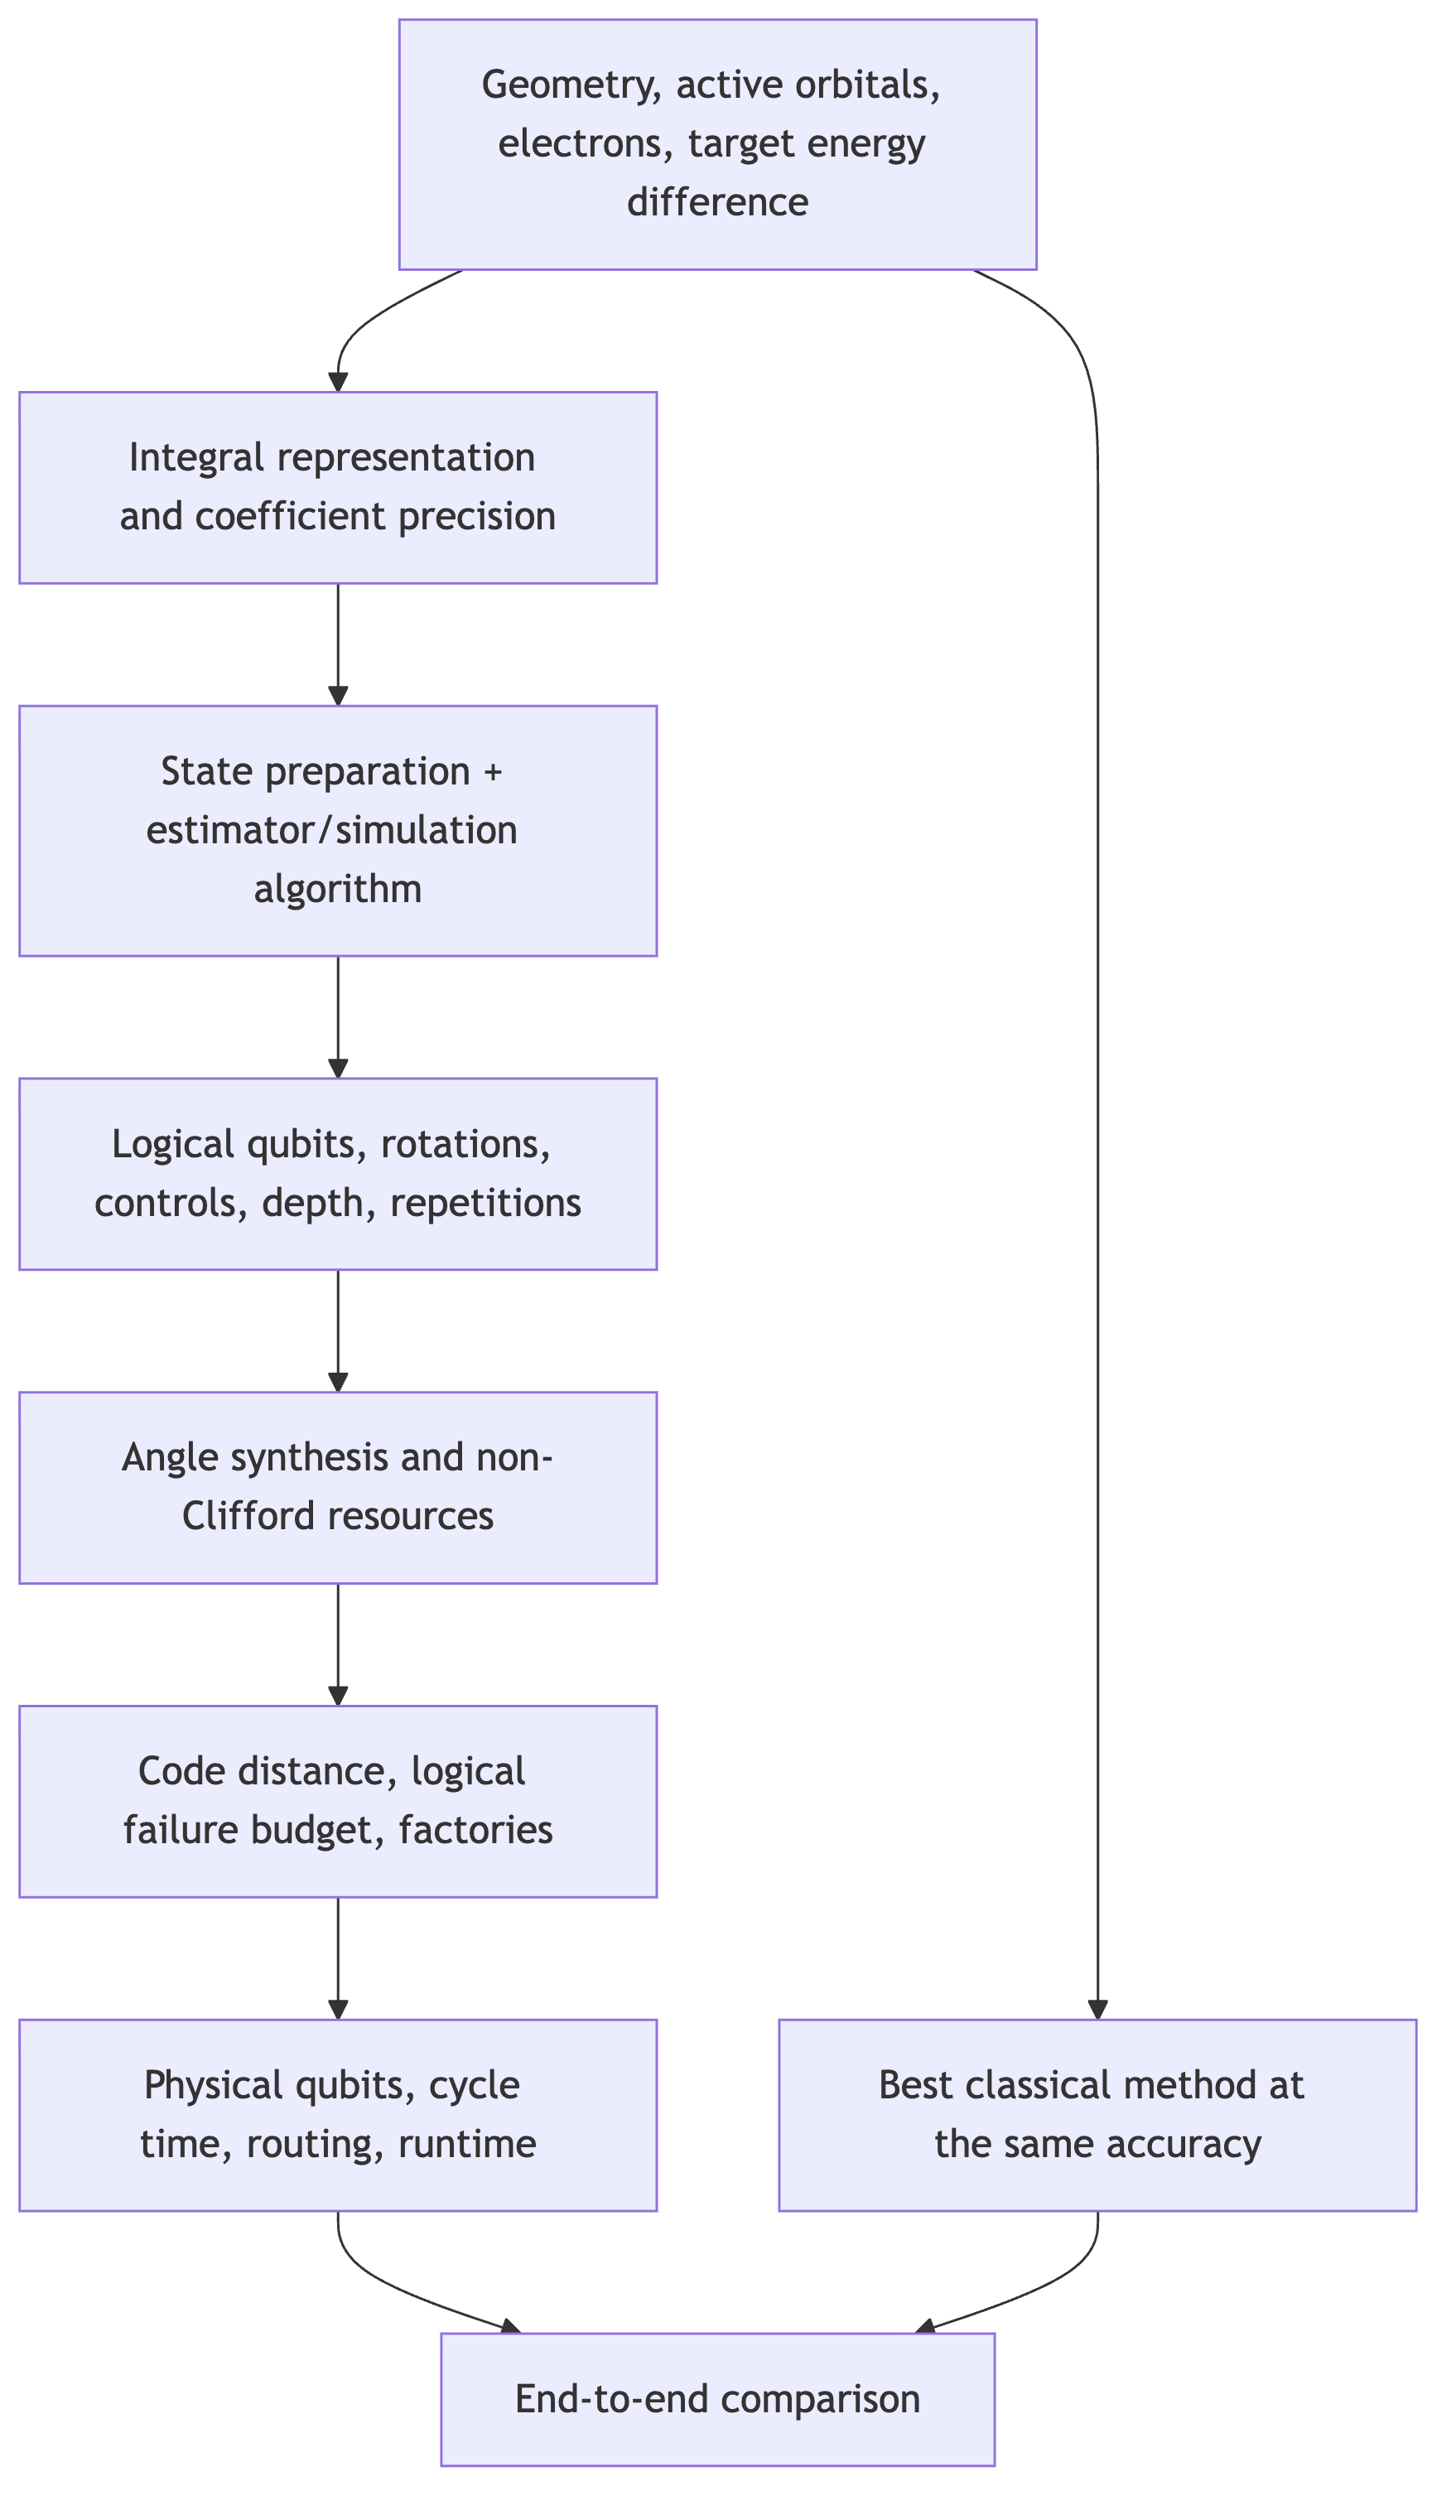 Geometry, active orbitals,
electrons, target energy
difference
Integral representation
and coefficient precision
State preparation +
estimator/simulation
algorithm
Logical qubits, rotations,
controls, depth, repetitions
Angle synthesis and non-
Clifford resources
Code distance, logical
failure budget, factories
Physical qubits, cycle
time, routing, runtime
Best classical method at
the same accuracy
End-to-end comparison